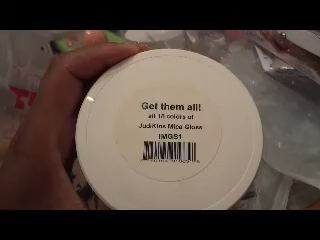 Get them all!
all 18 colors of
JudiKins Mica Gloss
IMGS1